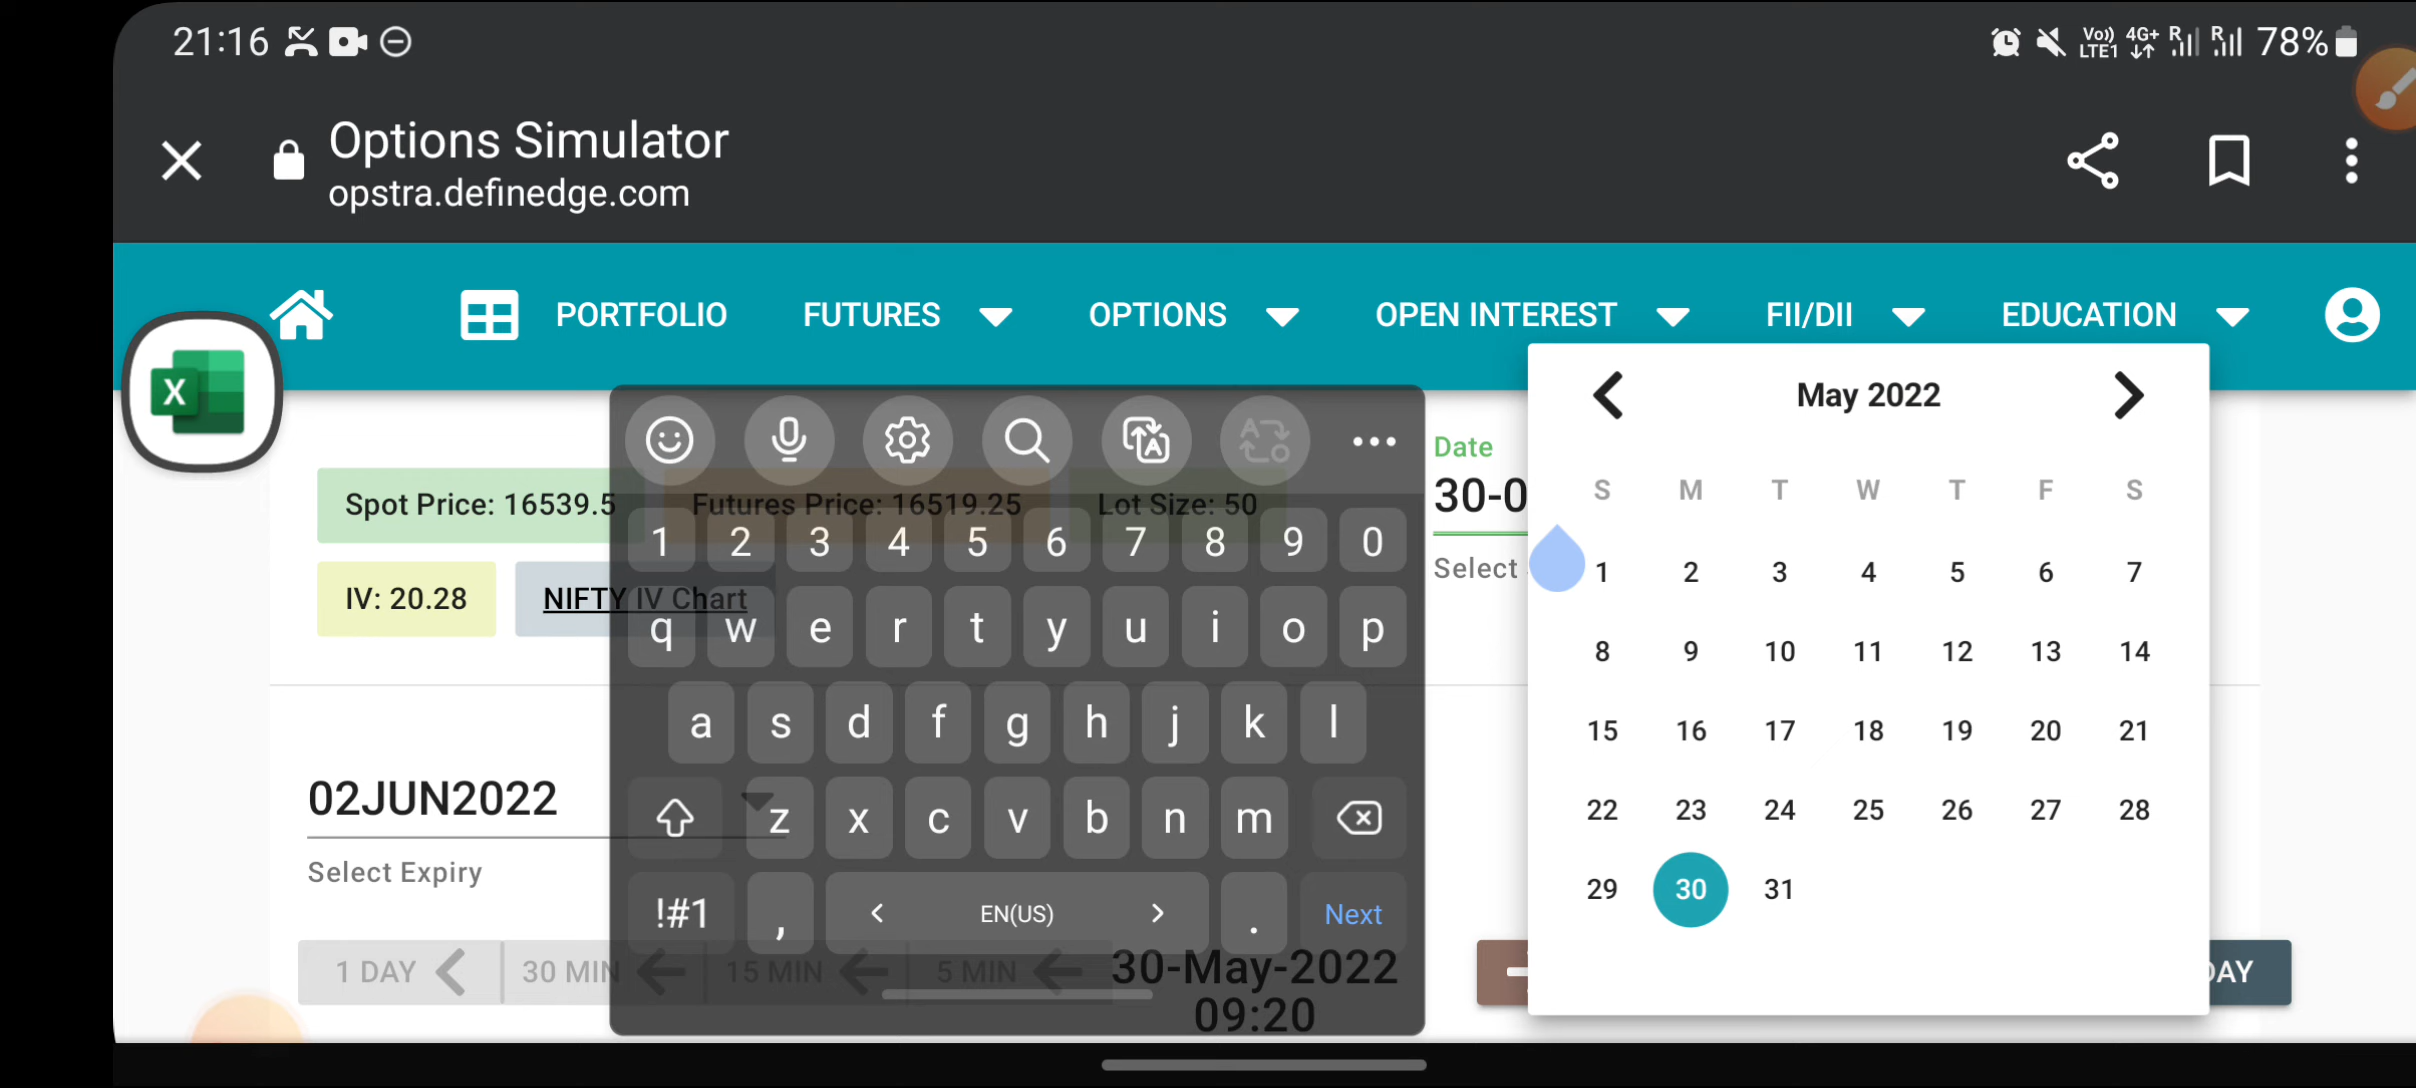 21:16
Vo)) LTE1 4G+ R R 78%
Options Simulator
opstra.definedge.com
PORTFOLIO FUTURES OPTIONS OPEN INTEREST FII/DII EDUCATION
X
Spot Price: 16539.5 Futures Price: 16519.25 Lot Size: 50
IV: 20.28 NIFTY IV Chart
Date
30-0
Select
May 2022
S M T W T F S
1 2 3 4 5 6 7
8 9 10 11 12 13 14
15 16 17 18 19 20 21
22 23 24 25 26 27 28
29 30 31
1 2 3 4 5 6 7 8 9 0
q w e r t y u i o p
a s d f g h j k l
z x c v b n m
!#1 , < EN(US) > . Next
02JUN2022
Select Expiry
1 DAY 30 MIN 15 MIN 5 MIN
30-May-2022
09:20
DAY